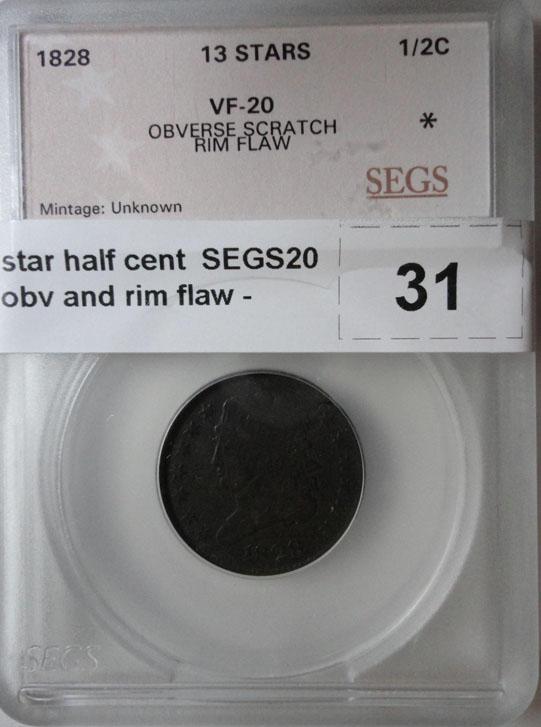 1828 13 STARS 1/2C
VF-20
OBVERSE SCRATCH *
RIM FLAW
SEGS
Mintage: Unknown
star half cent SEGS20
obv and rim flaw -
31
1828
SEGS